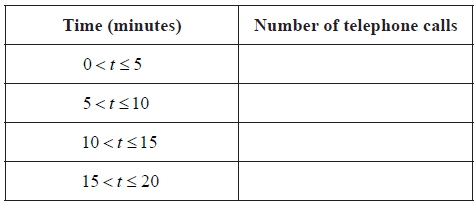 Time (minutes) Number of telephone calls
0 < t ≤ 5
5 < t ≤ 10
10 < t ≤ 15
15 < t ≤ 20